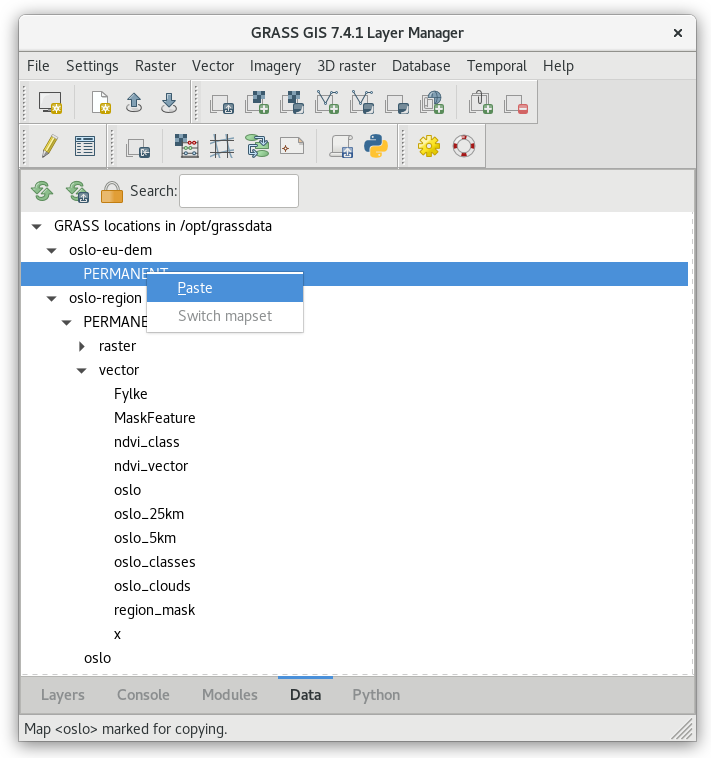 GRASS GIS 7.4.1 Layer Manager ×
File Settings Raster Vector Imagery 3D raster Database Temporal Help
Search:
GRASS locations in /opt/grassdata
oslo-eu-dem
PERMANENT
Paste
oslo-region
Switch mapset
PERMANE
raster
vector
Fylke
MaskFeature
ndvi_class
ndvi_vector
oslo
oslo_25km
oslo_5km
oslo_classes
oslo_clouds
region_mask
x
oslo
Layers Console Modules Data Python
Map <oslo> marked for copying.